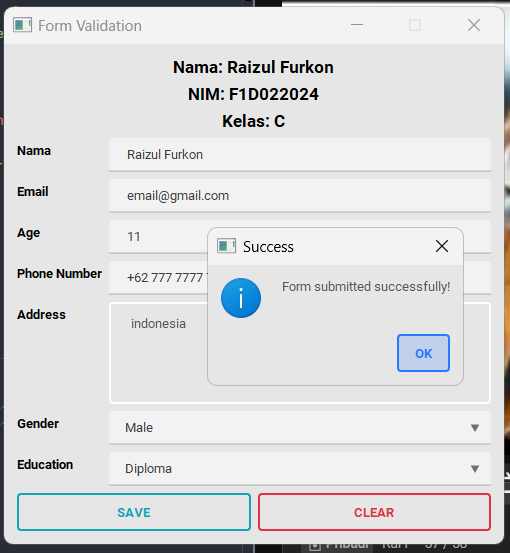 Form Validation
Nama: Raizul Furkon
NIM: F1D022024
Kelas: C
Nama
Raizul Furkon
Email
email@gmail.com
Age
11
Phone Number
+62 777 7777
Address
indonesia
Success
Form submitted successfully!
OK
Gender
Male
Education
Diploma
SAVE
CLEAR